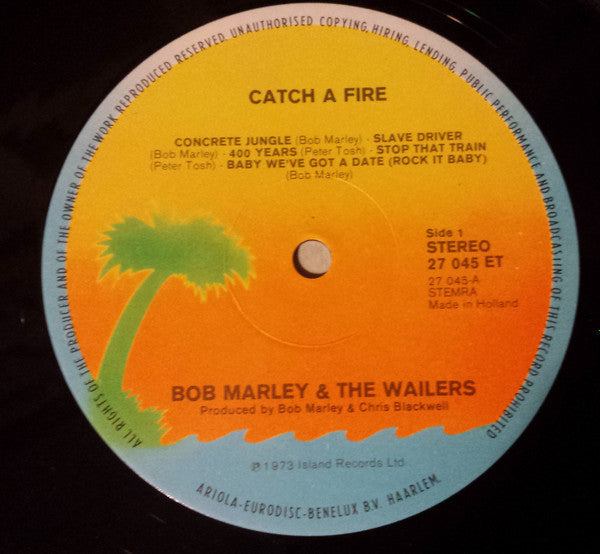 ALL RIGHTS OF THE PRODUCER AND OF THE OWNER OF THE WORK REPRODUCED RESERVED. UNAUTHORISED COPYING, HIRING, LENDING, PUBLIC PERFORMANCE AND BROADCASTING OF THIS RECORD PROHIBITED
CATCH A FIRE
CONCRETE JUNGLE (Bob Marley) · SLAVE DRIVER
(Bob Marley) · 400 YEARS (Peter Tosh) · STOP THAT TRAIN
(Peter Tosh) · BABY WE'VE GOT A DATE (ROCK IT BABY)
(Bob Marley)
Side 1
STEREO
27 045 ET
27 045-A
STEMRA
Made in Holland
BOB MARLEY & THE WAILERS
Produced by Bob Marley & Chris Blackwell
℗ 1973 Island Records Ltd.
ARIOLA-EURODISC-BENELUX B.V. HAARLEM.